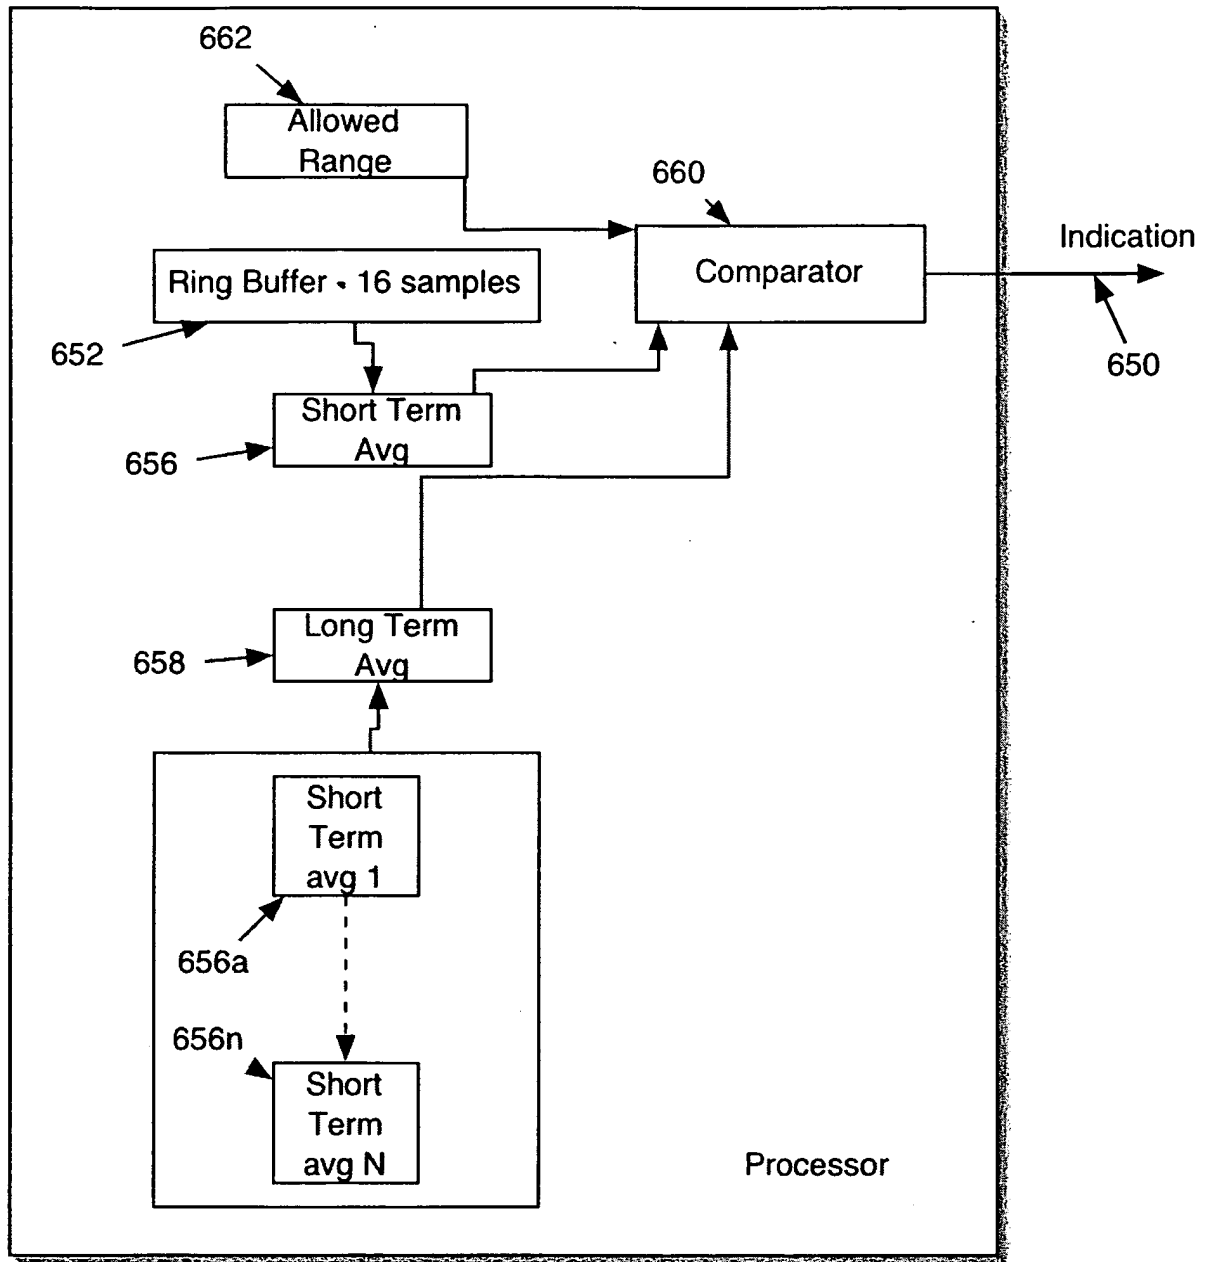 662
Allowed
Range
660
Indication
Comparator
Ring Buffer - 16 samples
652
650
Short Term
Avg
656
Long Term
Avg
658
Short
Term
avg 1
656a
656n
Short
Term
avg N
Processor